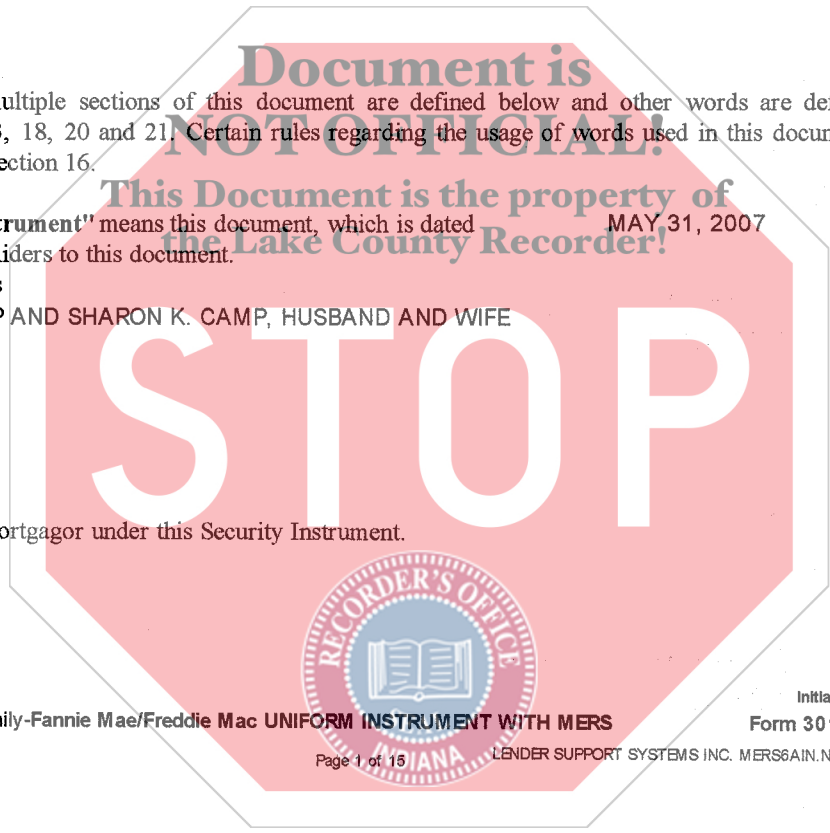 Document is
ultiple sections of this document are defined below and other words are de
, 18, 20 and 21. Certain rules regarding the usage of words used in this docum
NOT OFFICIAL!
ection 16.
This Document is the property of
trument" means this document, which is dated MAY 31, 2007
the Lake County Recorder!
iders to this document.
P AND SHARON K. CAMP, HUSBAND AND WIFE
STOP
ortgagor under this Security Instrument.
RECORDER'S OFFICE
INDIANA
Initia
ily-Fannie Mae/Freddie Mac UNIFORM INSTRUMENT WITH MERS Form 30
Page 1 of 15 LENDER SUPPORT SYSTEMS INC. MERS6AIN.N